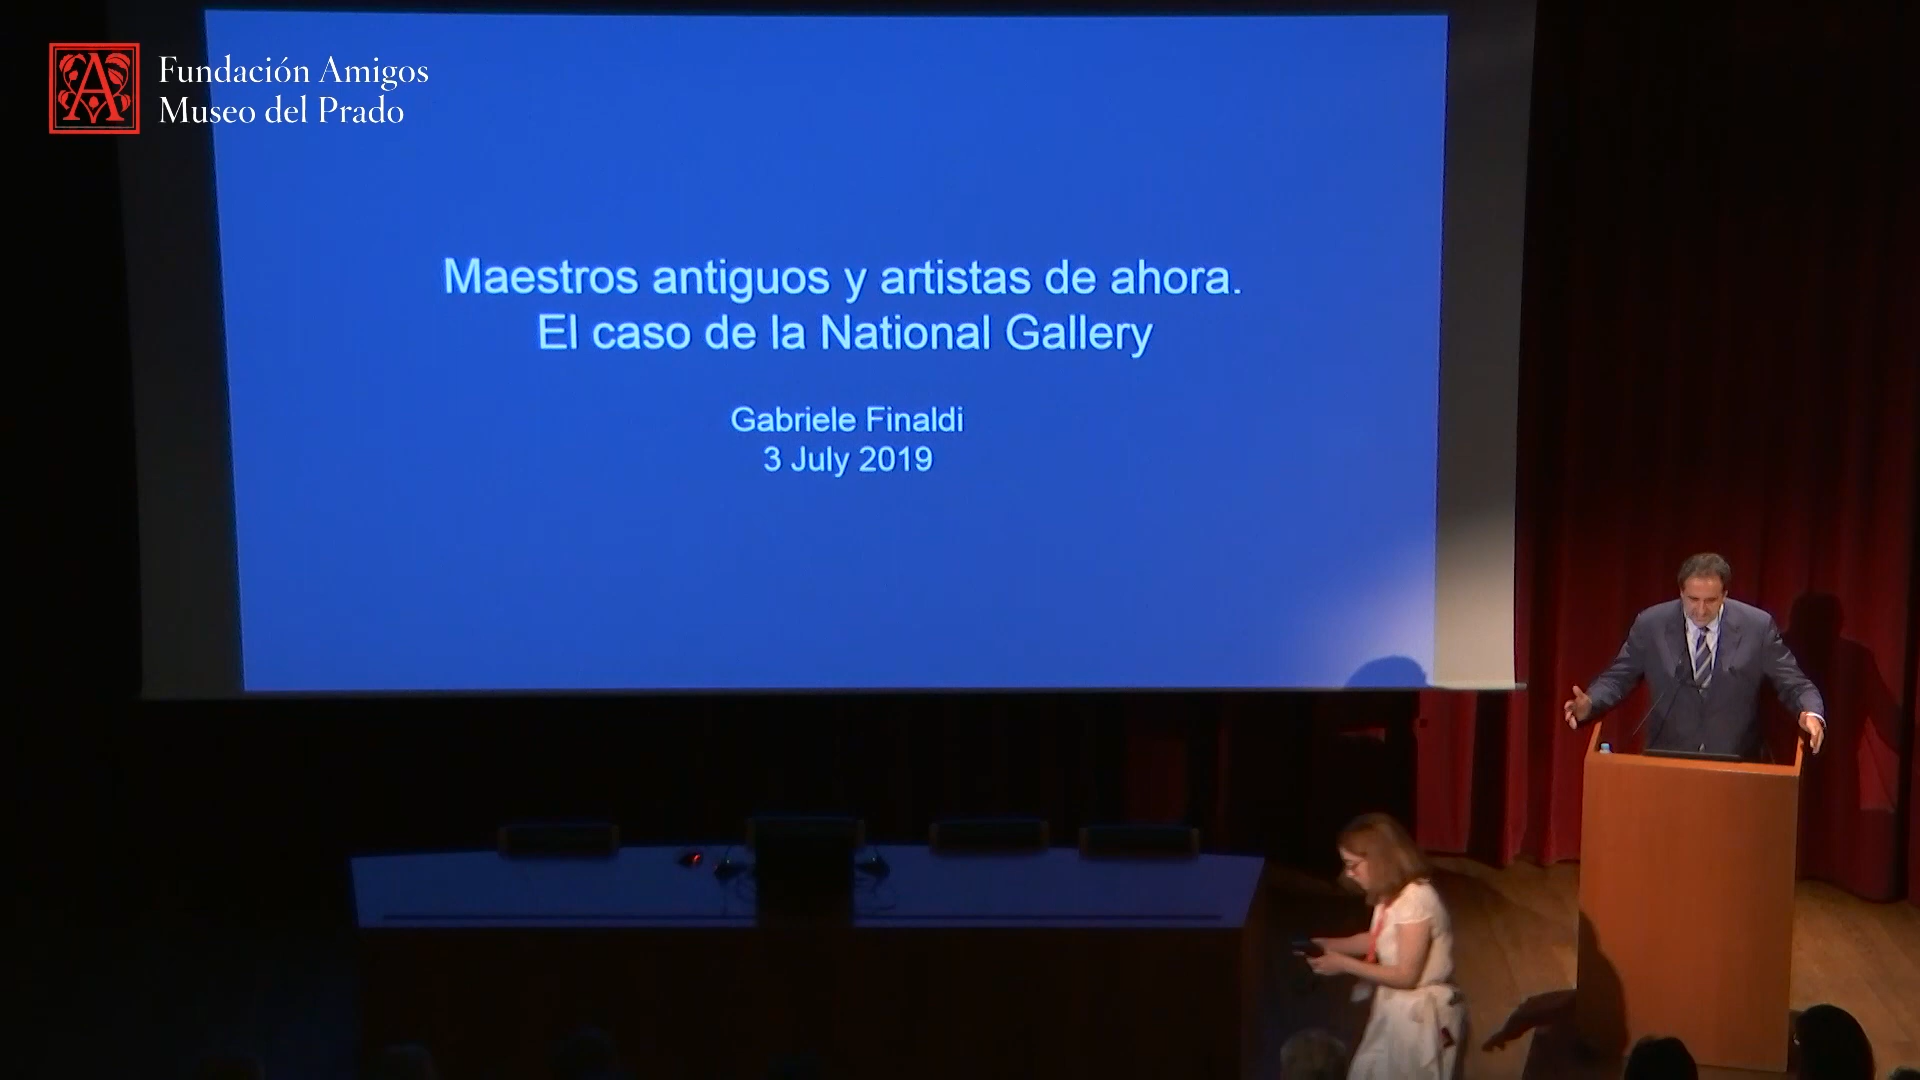 Fundación Amigos
Museo del Prado
Maestros antiguos y artistas de ahora.
El caso de la National Gallery
Gabriele Finaldi
3 July 2019